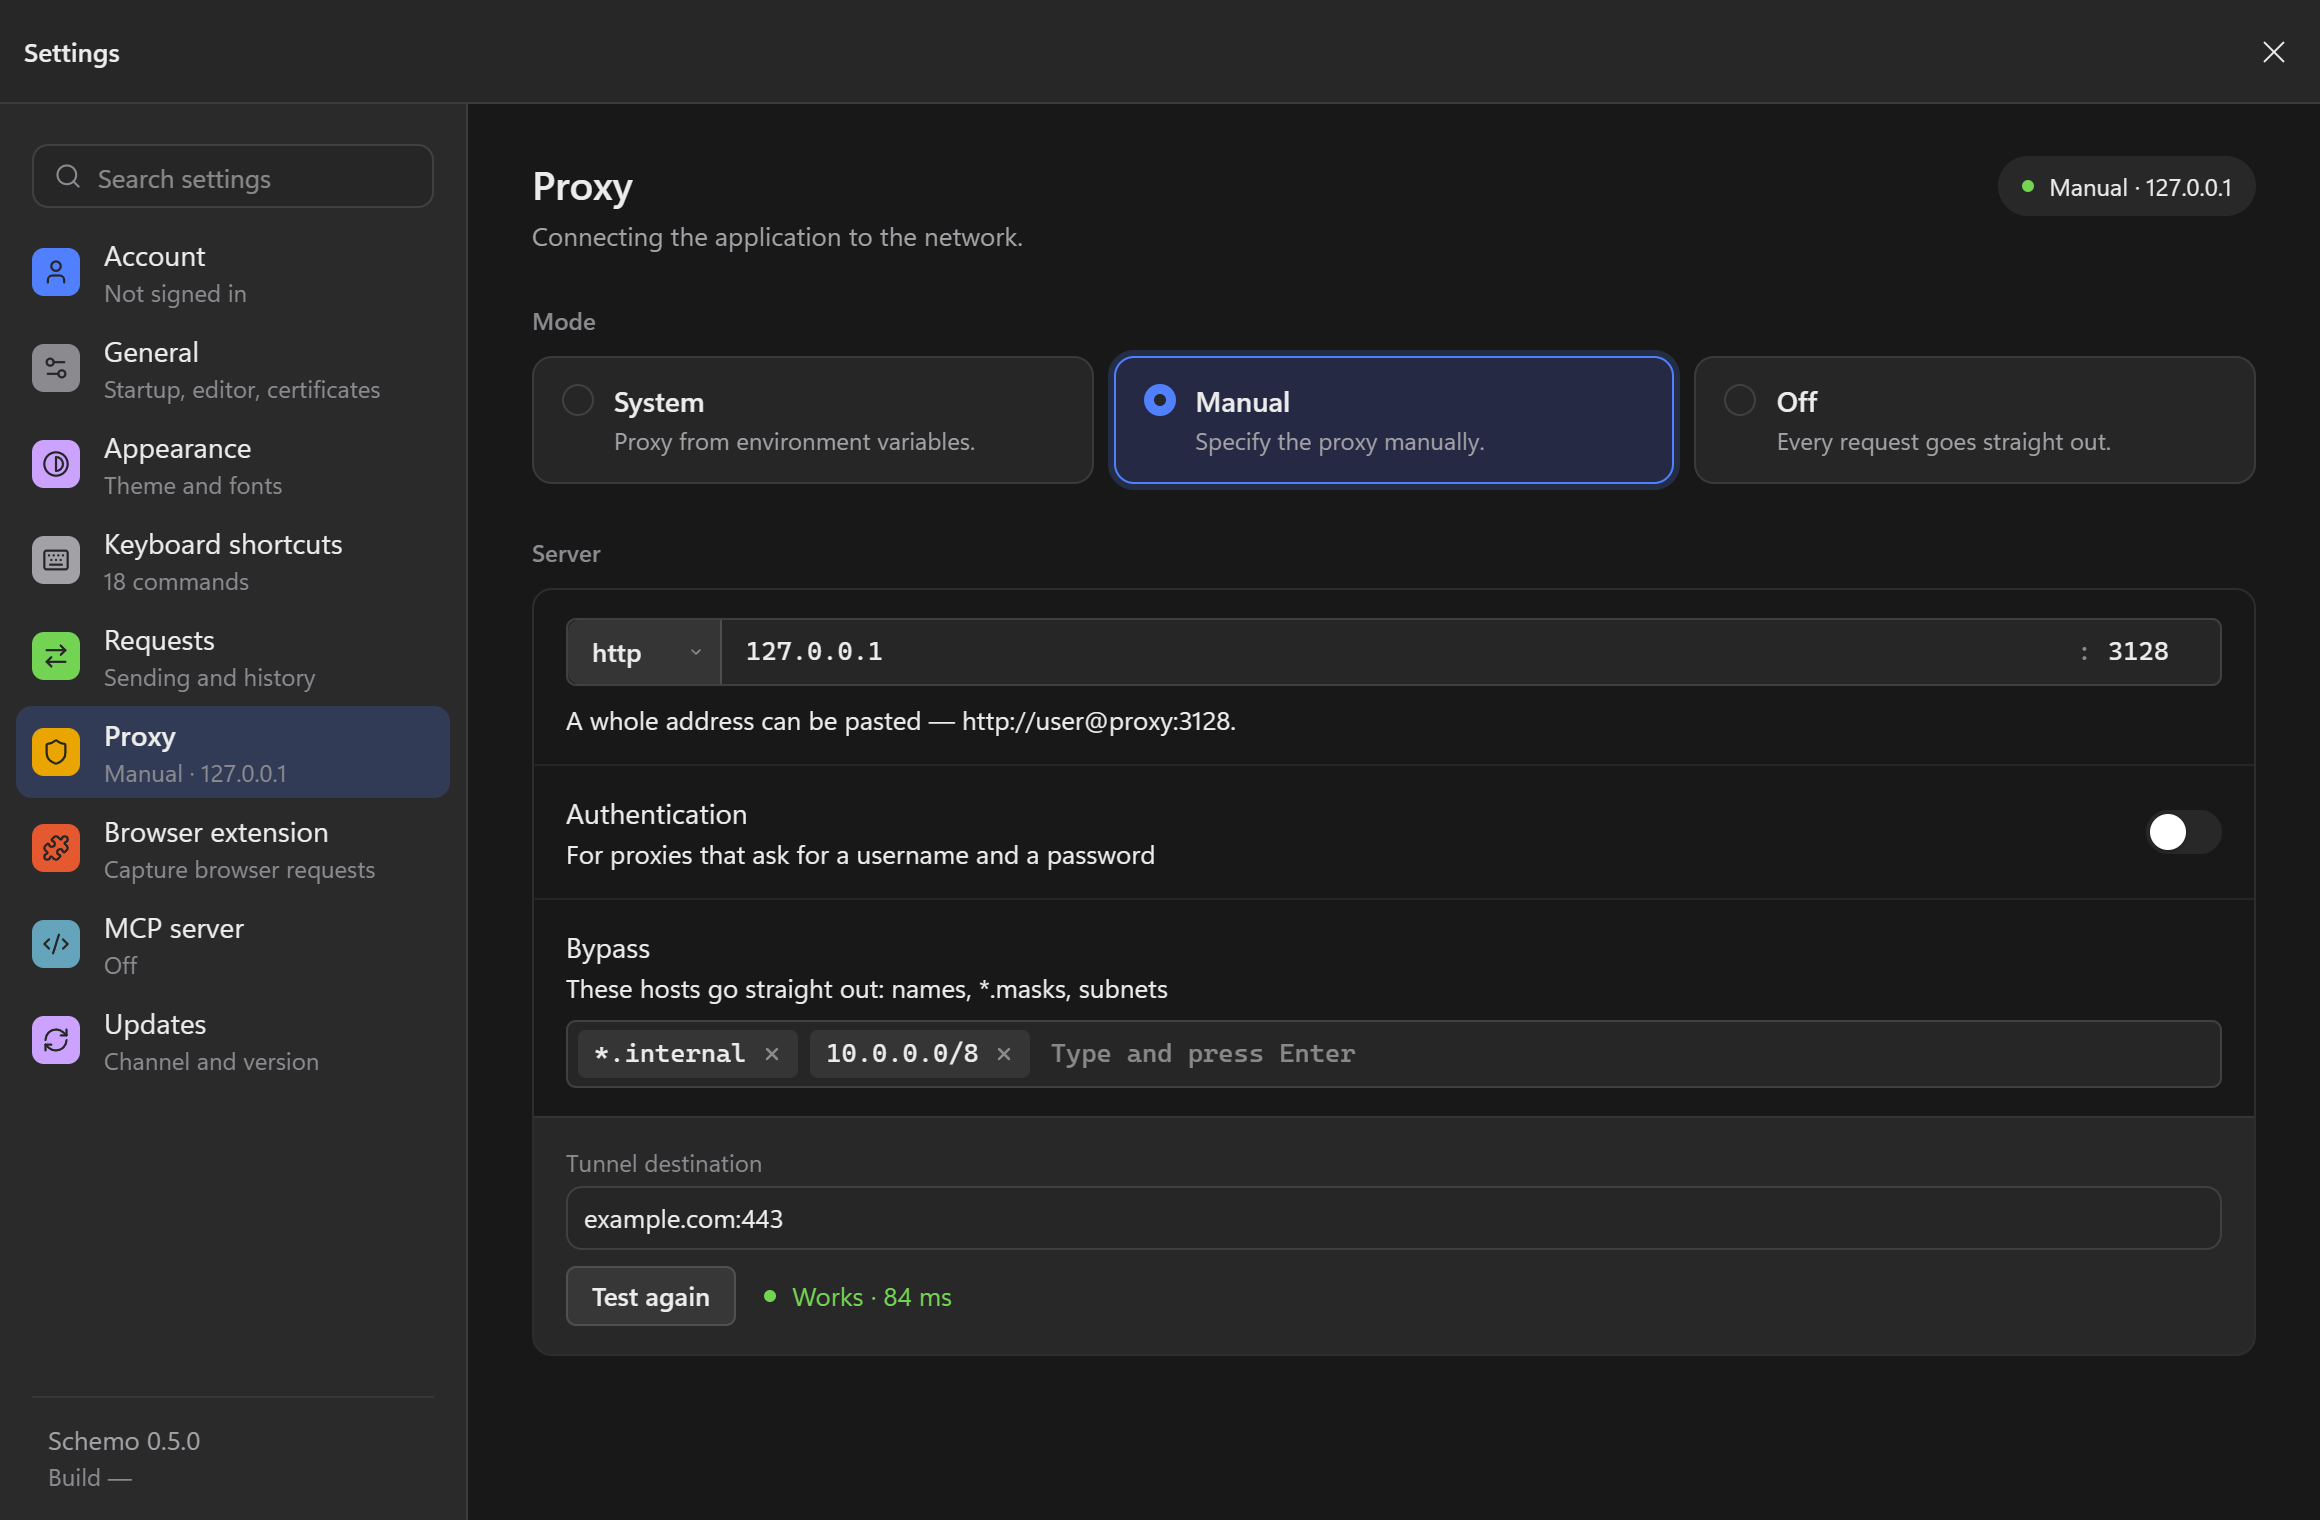 Settings
Search settings
Account
Not signed in
General
Startup, editor, certificates
Appearance
Theme and fonts
Keyboard shortcuts
18 commands
Requests
Sending and history
Proxy
Manual · 127.0.0.1
Browser extension
Capture browser requests
MCP server
Off
Updates
Channel and version
Schemo 0.5.0
Build —
Proxy
Manual · 127.0.0.1
Connecting the application to the network.
Mode
System
Proxy from environment variables.
Manual
Specify the proxy manually.
Off
Every request goes straight out.
Server
http 127.0.0.1 : 3128
A whole address can be pasted — http://user@proxy:3128.
Authentication
For proxies that ask for a username and a password
Bypass
These hosts go straight out: names, *.masks, subnets
*.internal × 10.0.0.0/8 × Type and press Enter
Tunnel destination
example.com:443
Test again
Works · 84 ms